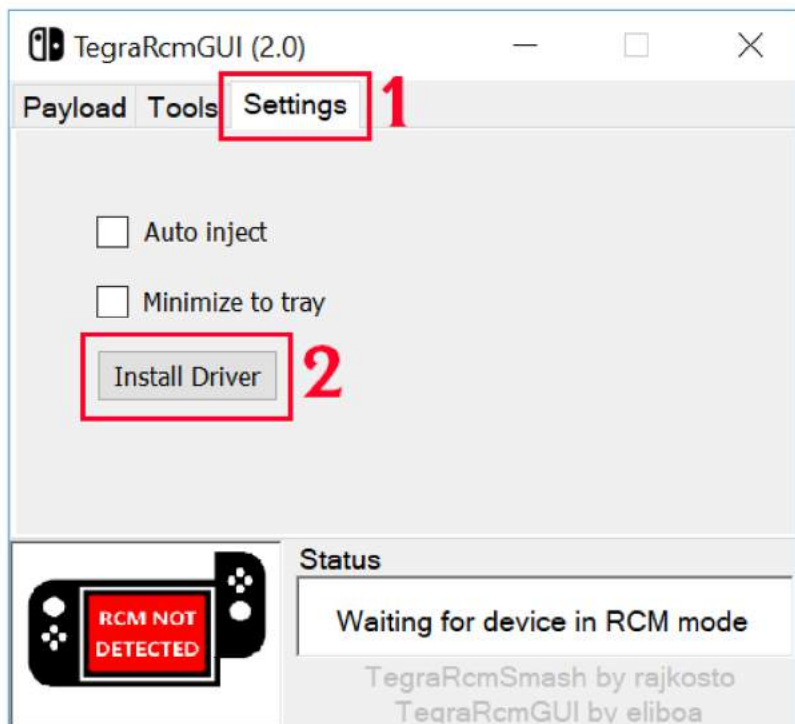 TegraRcmGUI (2.0)
Payload Tools Settings 1
Auto inject
Minimize to tray
Install Driver 2
Status
RCM NOT
DETECTED
Waiting for device in RCM mode
TegraRcmSmash by rajkosto
TegraRcmGUI by eliboa